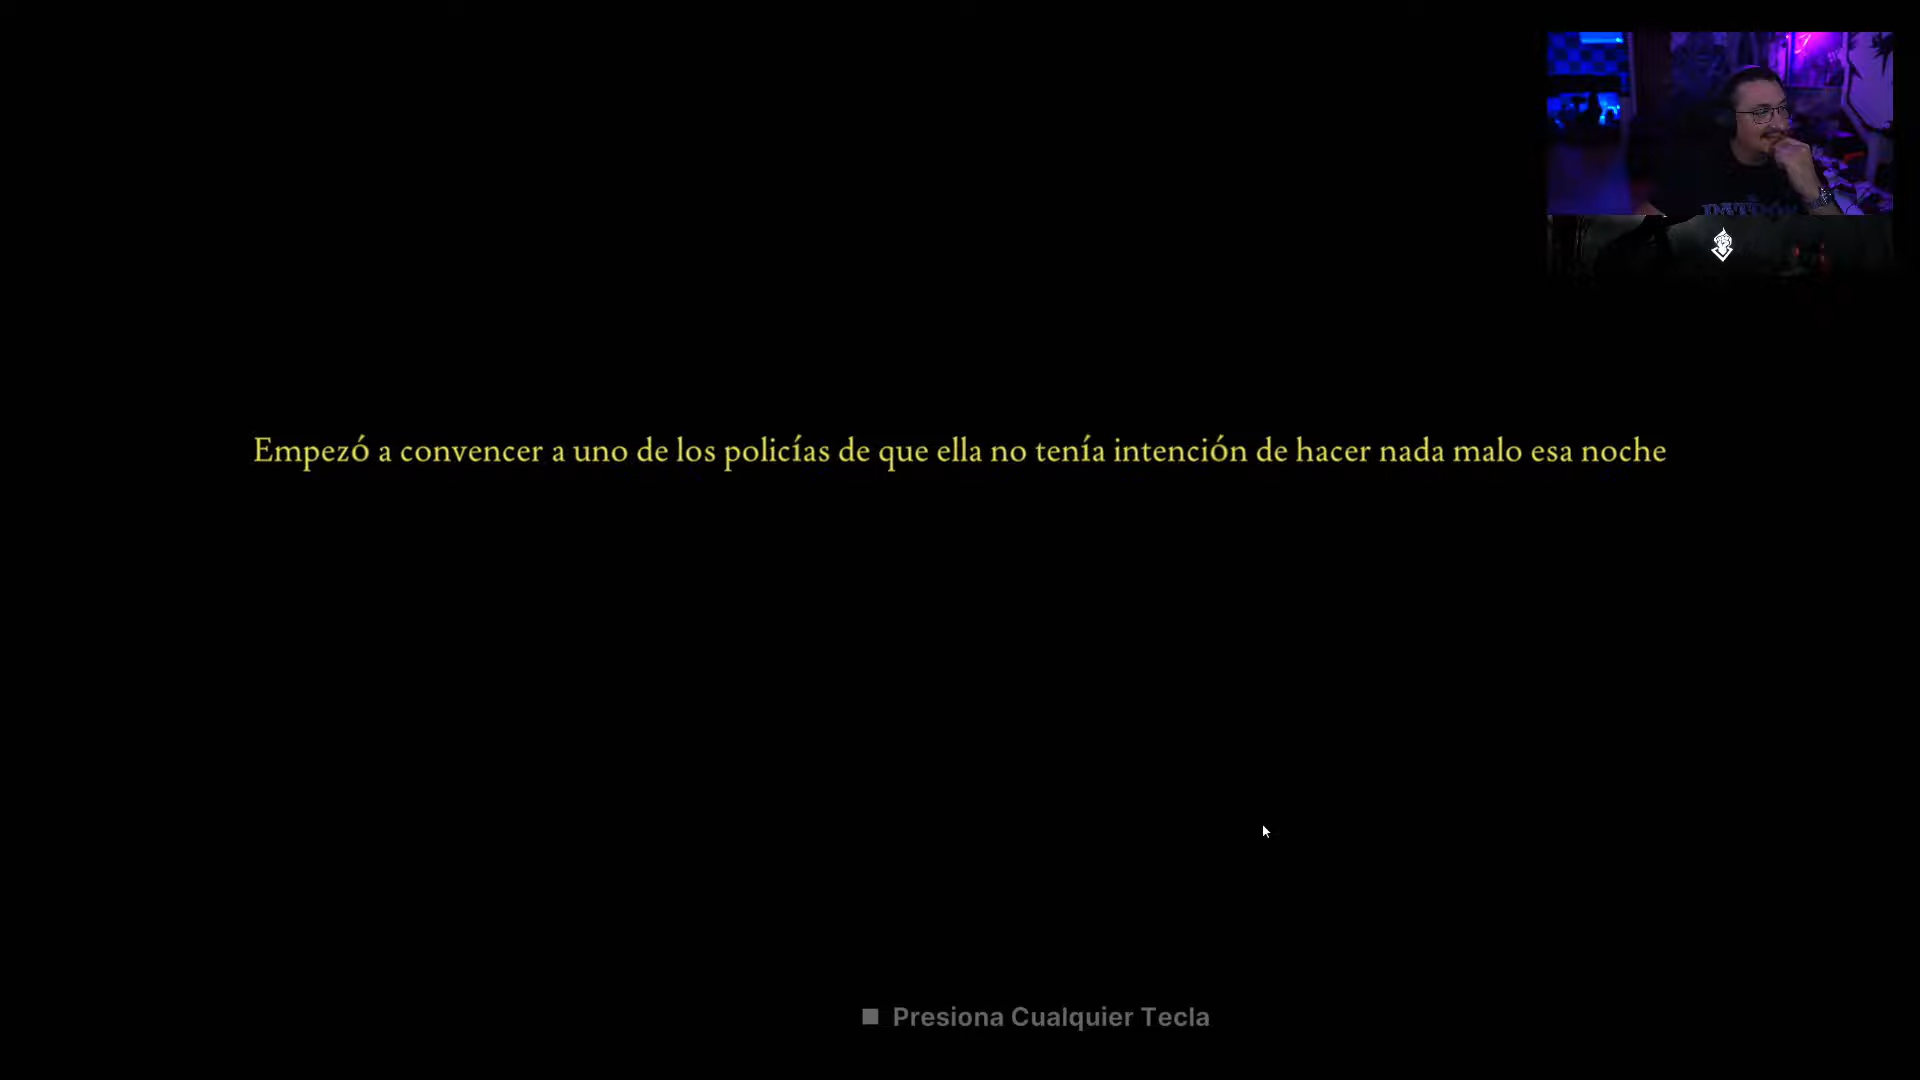 Empezó a convencer a uno de los policías de que ella no tenía intención de hacer nada malo esa noche
Presiona Cualquier Tecla